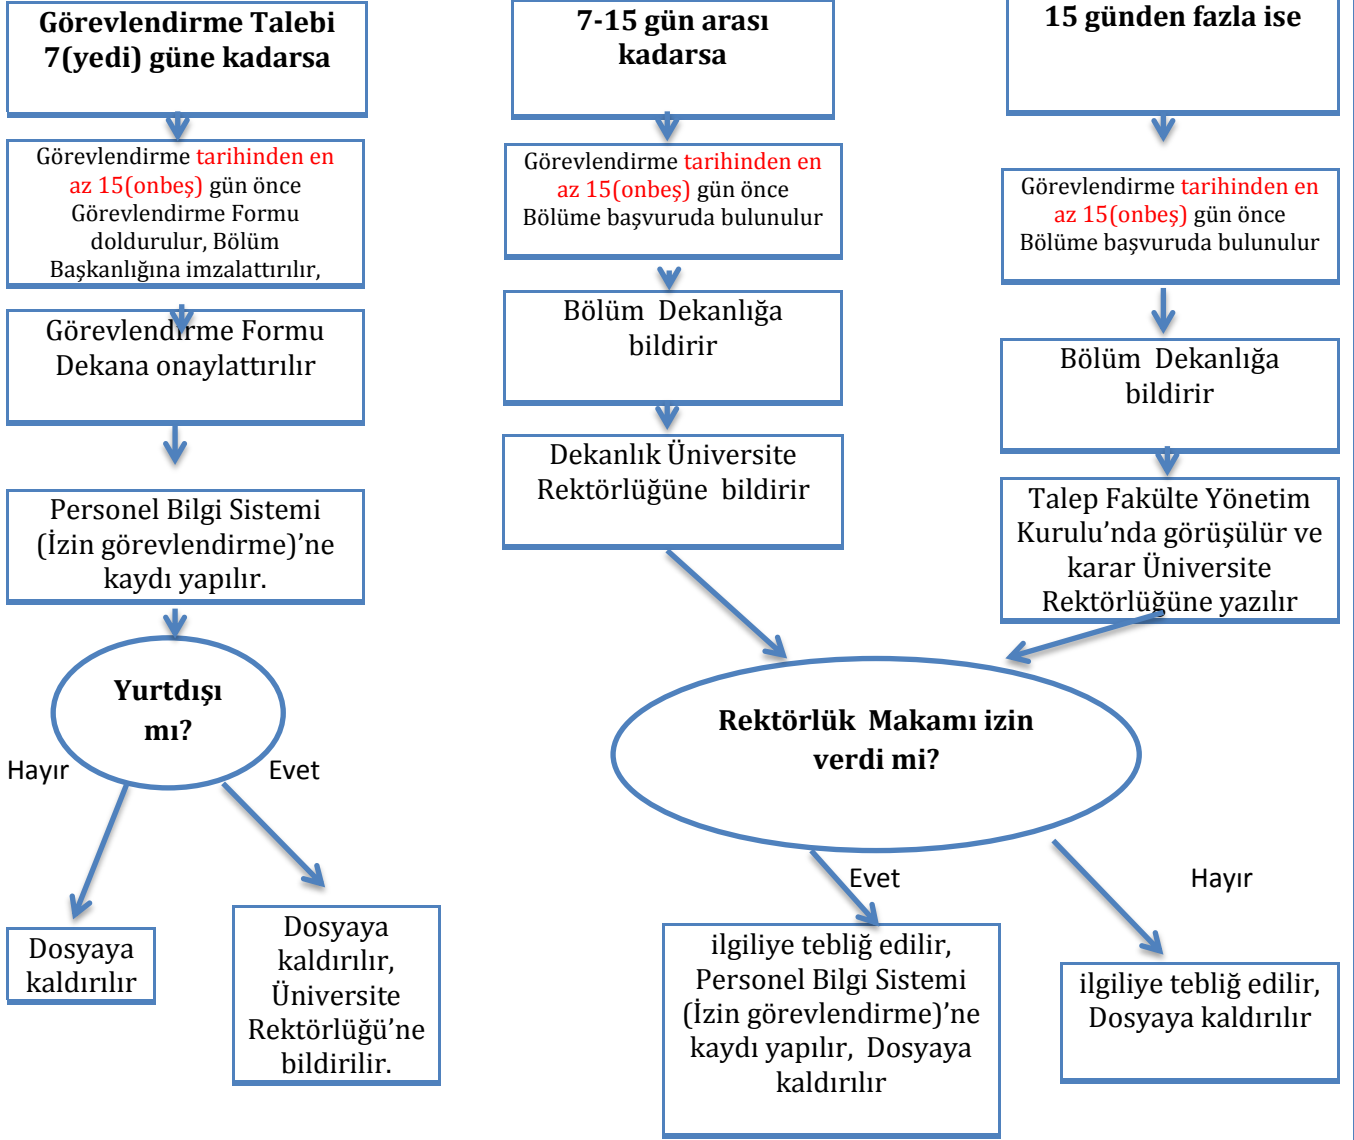 Görevlendirme Talebi
7(yedi) güne kadarsa
7-15 gün arası
kadarsa
15 günden fazla ise
Görevlendirme tarihinden en
az 15(onbeş) gün önce
Görevlendirme Formu
doldurulur, Bölüm
Başkanlığına imzalattırılır,
Görevlendirme tarihinden en
az 15(onbeş) gün önce
Bölüme başvuruda bulunulur
Görevlendirme tarihinden en
az 15(onbeş) gün önce
Bölüme başvuruda bulunulur
Görevlendırme Formu
Dekana onaylattırılır
Bölüm  Dekanlığa
bildirir
Bölüm  Dekanlığa
bildirir
Dekanlık Üniversite
Rektörlüğüne  bildirir
Personel Bilgi Sistemi
(İzin görevlendirme)’ne
kaydı yapılır.
Talep Fakülte Yönetim
Kurulu’nda görüşülür ve
karar Üniversite
Rektörlüğüne yazılır
Yurtdışı
mı?
Hayır
Evet
Rektörlük  Makamı izin
verdi mi?
Evet
Hayır
Dosyaya
kaldırılır
Dosyaya
kaldırılır,
Üniversite
Rektörlüğü’ne
bildirilir.
ilgiliye tebliğ edilir,
Personel Bilgi Sistemi
(İzin görevlendirme)’ne
kaydı yapılır,  Dosyaya
kaldırılır
ilgiliye tebliğ edilir,
Dosyaya kaldırılır